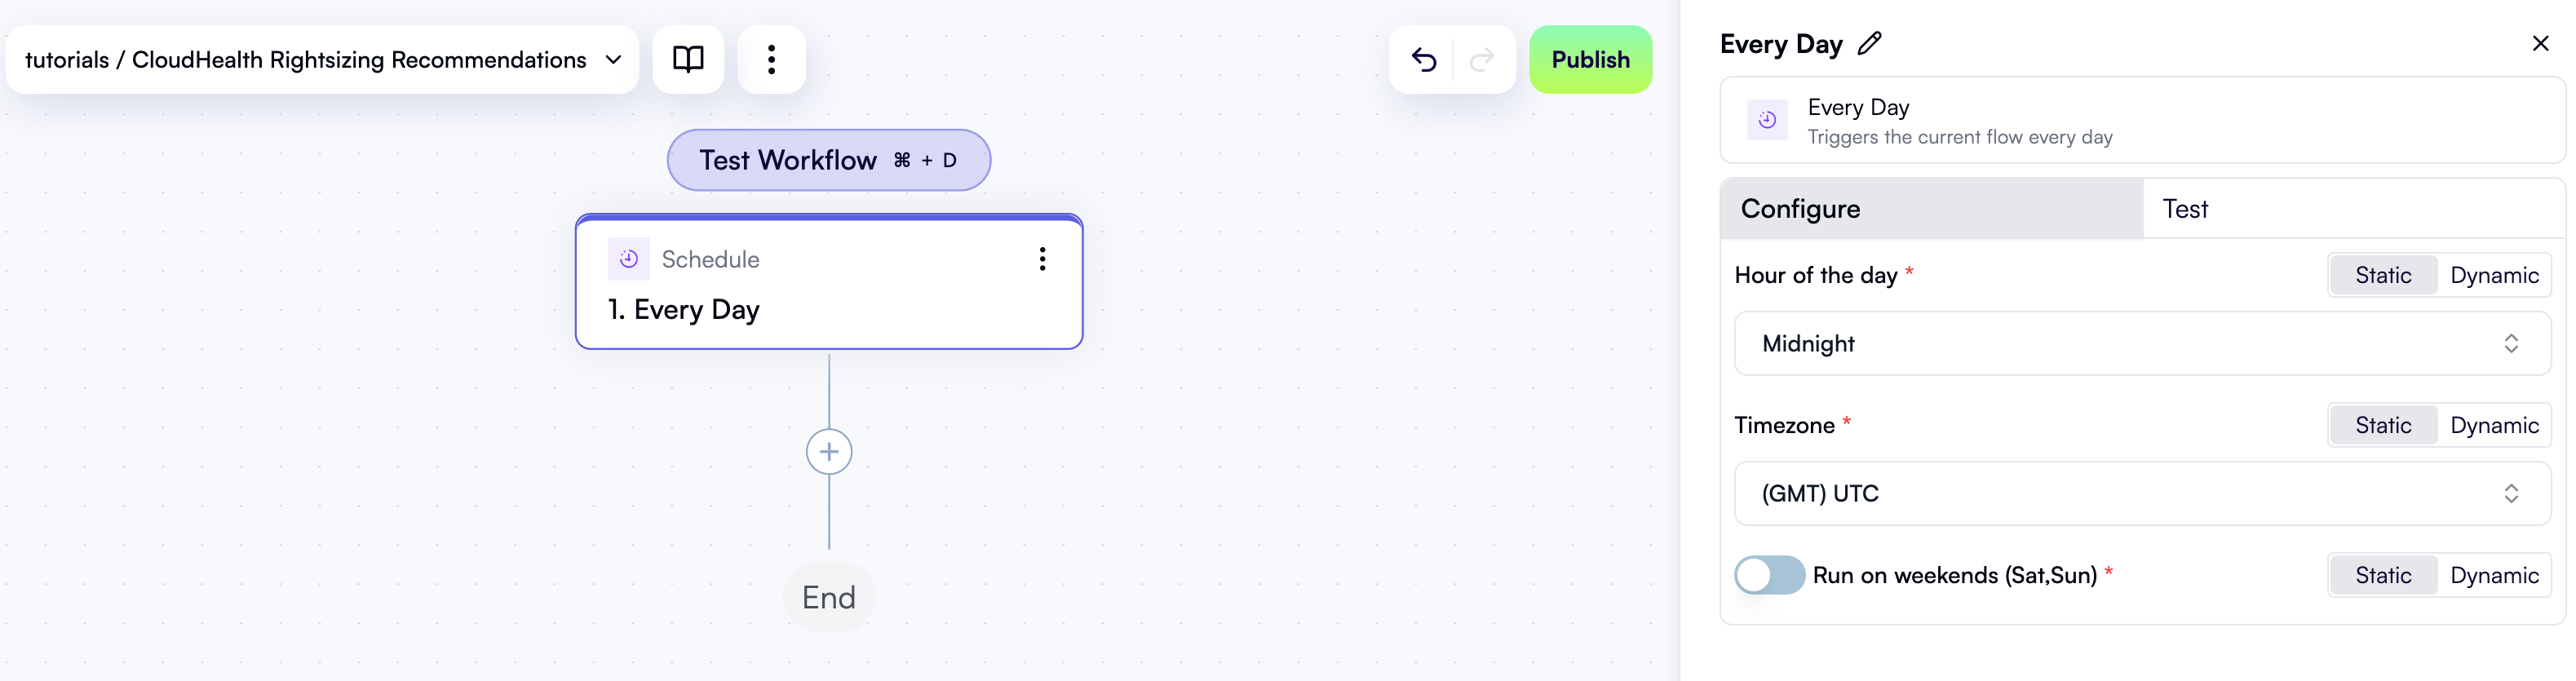 tutorials / CloudHealth Rightsizing Recommendations
Publish
Test Workflow ⌘ + D
Schedule
1. Every Day
End
Every Day
Every Day
Triggers the current flow every day
Configure
Test
Hour of the day *
Static Dynamic
Midnight
Timezone *
Static Dynamic
(GMT) UTC
Run on weekends (Sat,Sun) *
Static Dynamic